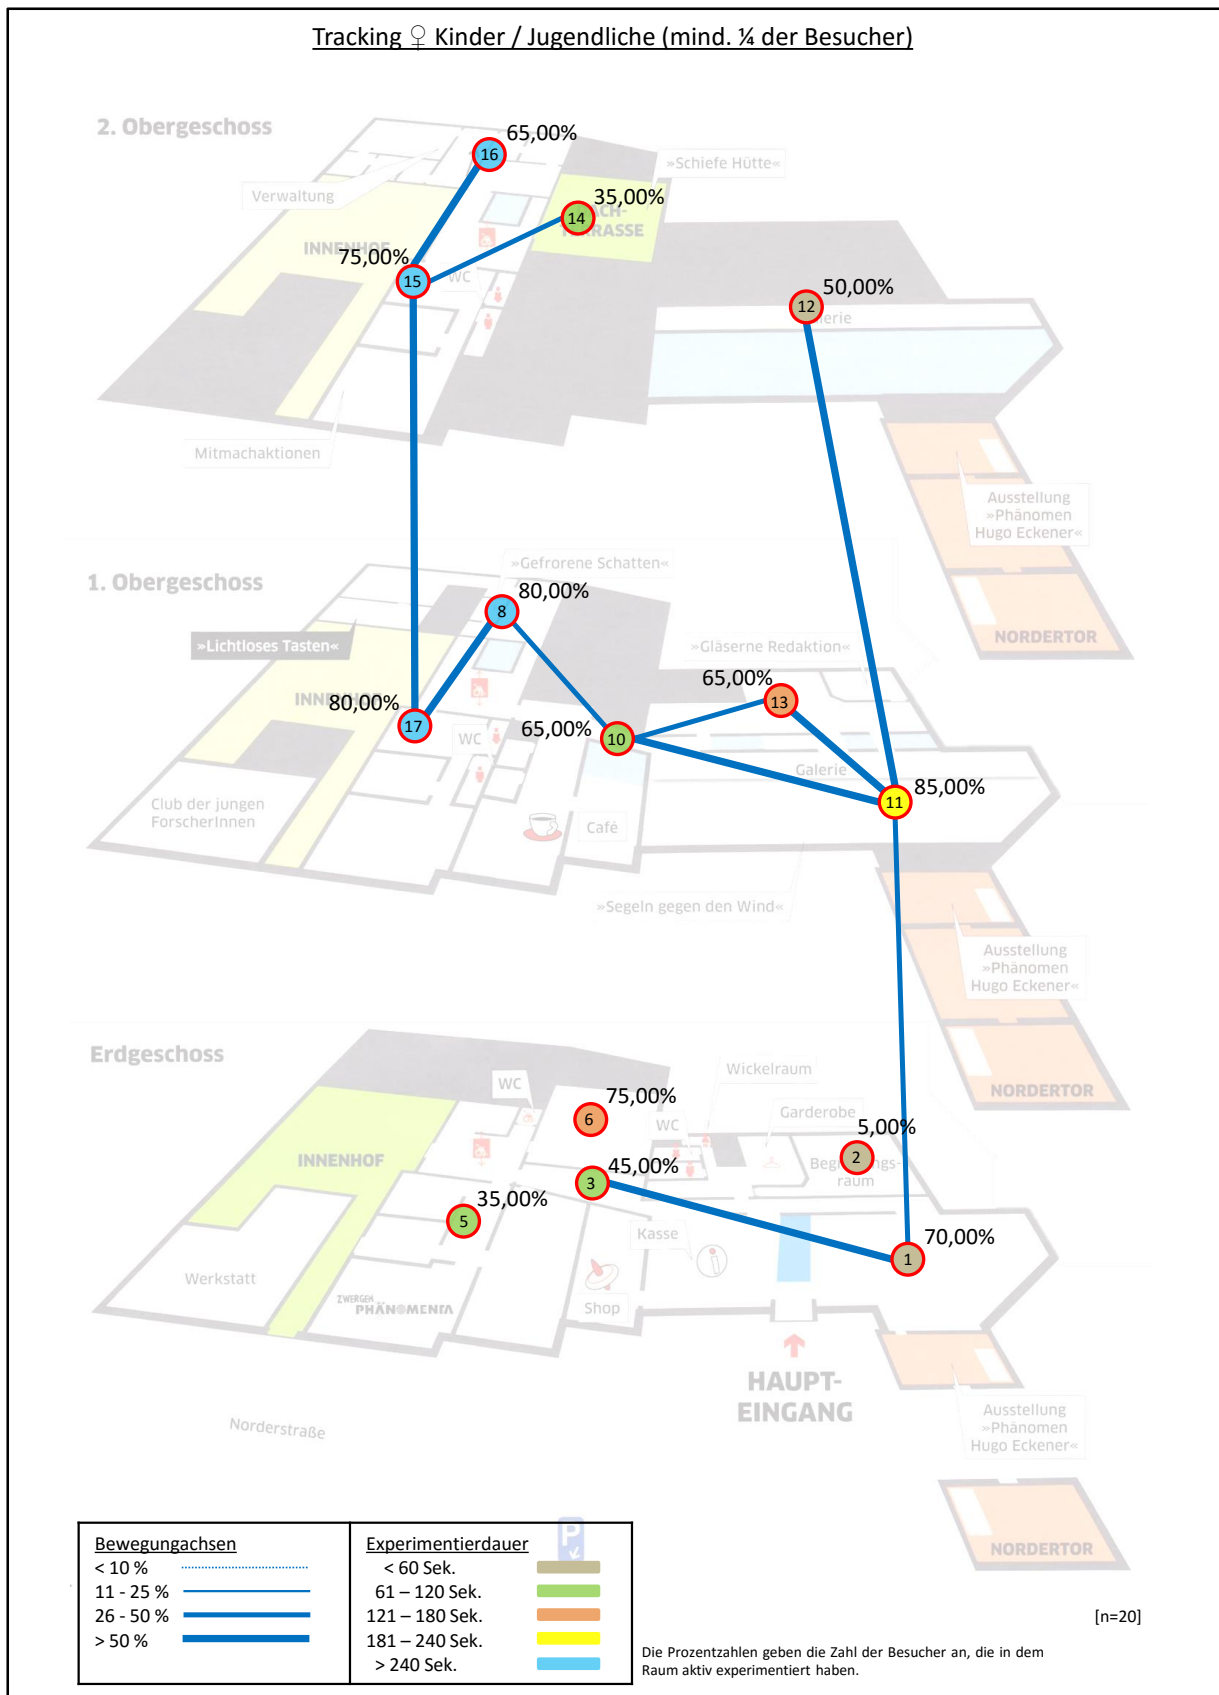 Tracking ♀ Kinder / Jugendliche (mind. ¼ der Besucher)
2. Obergeschoss
65,00%
16
»Schiefe Hütte«
Verwaltung
35,00%
14
INNENHOF
75,00%
15
WC
50,00%
12
Mitmachaktionen
Ausstellung
»Phänomen
Hugo Eckener«
NORDERTOR
1. Obergeschoss
»Gefrorene Schatten«
80,00%
8
»Lichtloses Tasten«
»Gläserne Redaktion«
INNENHOF
65,00%
13
80,00%
17
WC
65,00%
10
Galerie
85,00%
11
Club der jungen
ForscherInnen
Café
»Segeln gegen den Wind«
Ausstellung
»Phänomen
Hugo Eckener«
NORDERTOR
Erdgeschoss
WC
Wickelraum
75,00%
6
WC
Garderobe
5,00%
2
INNENHOF
45,00%
3
35,00%
5
Kasse
70,00%
1
Werkstatt
ZWERGEN
PHÄNOMENTA
Shop
HAUPT-
EINGANG
Norderstraße
Ausstellung
»Phänomen
Hugo Eckener«
NORDERTOR
P
Bewegungachsen
< 10 %
11 - 25 %
26 - 50 %
> 50 %
Experimentierdauer
< 60 Sek.
61 – 120 Sek.
121 – 180 Sek.
181 – 240 Sek.
> 240 Sek.
[n=20]
Die Prozentzahlen geben die Zahl der Besucher an, die in dem
Raum aktiv experimentiert haben.